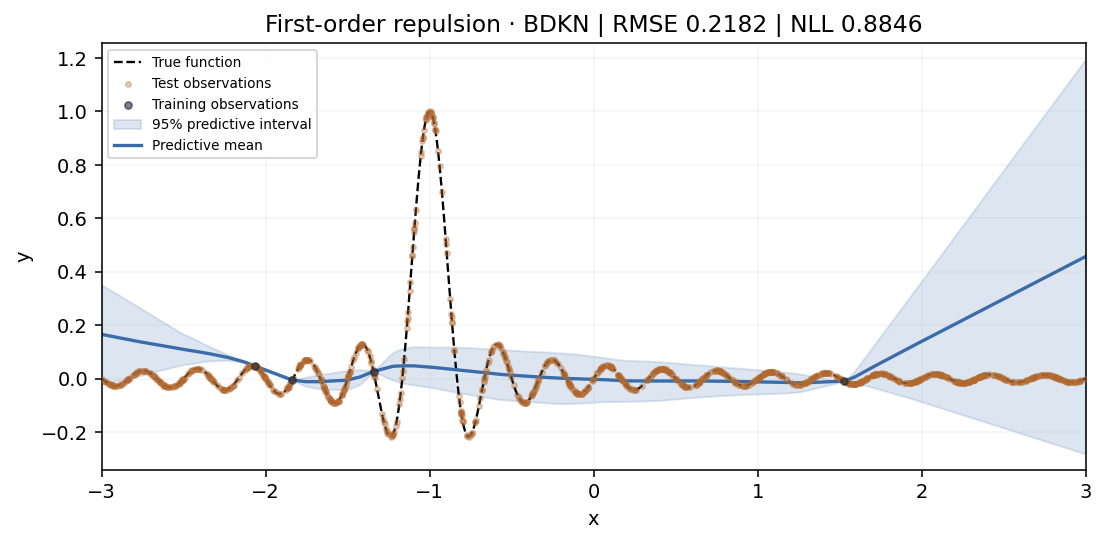 First-order repulsion · BDKN | RMSE 0.2182 | NLL 0.8846
True function
Test observations
Training observations
95% predictive interval
Predictive mean
1.2
1.0
0.8
0.6
0.4
0.2
0.0
−0.2
y
−3 −2 −1 0 1 2 3
x